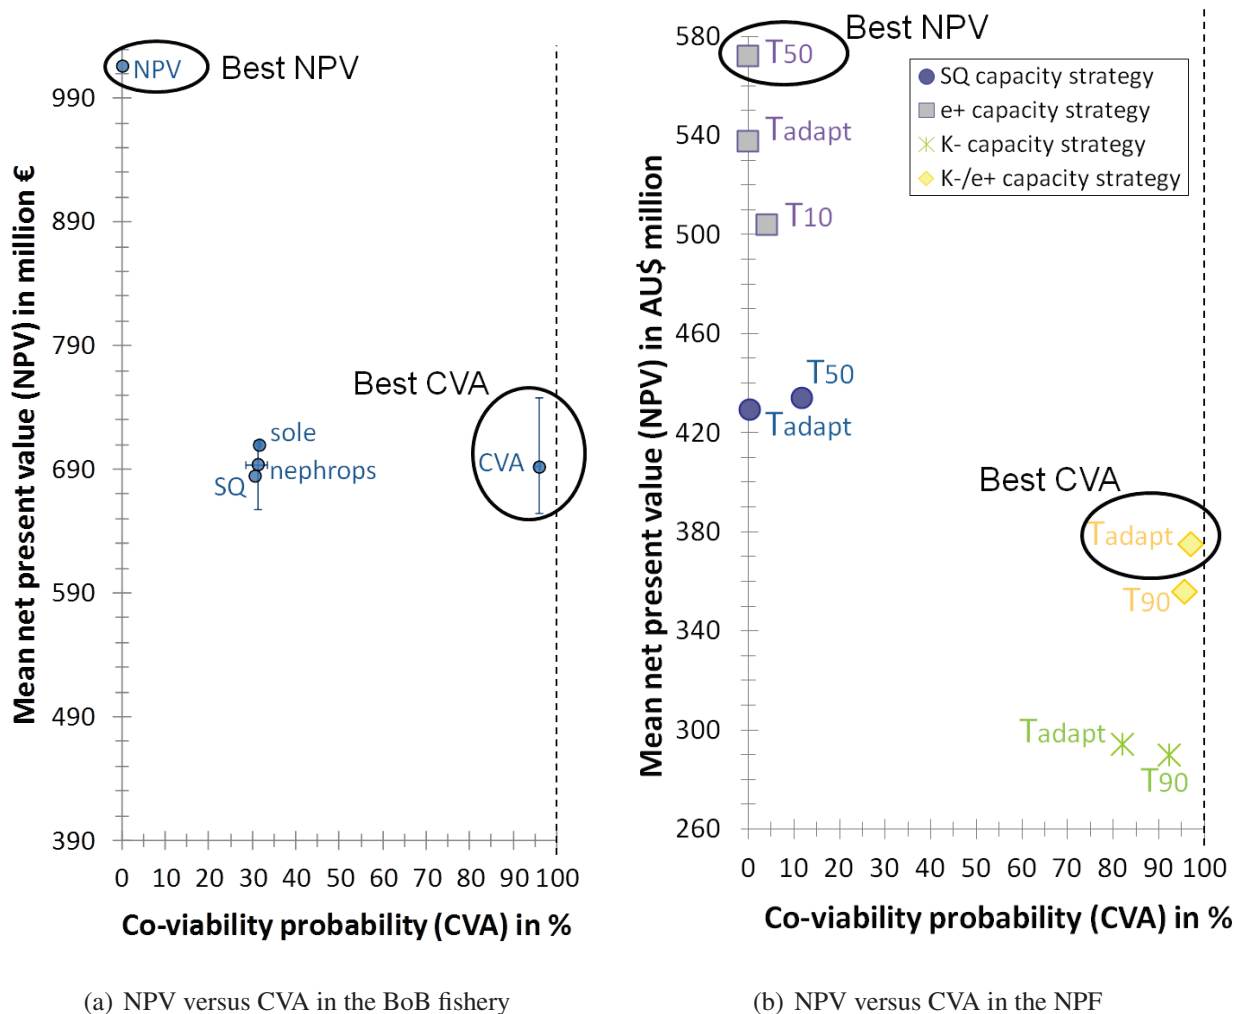 Best NPV
NPV
990
890
790
690
590
490
390
Mean net present value (NPV) in million €
Best CVA
sole
nephrops
SQ
CVA
0 10 20 30 40 50 60 70 80 90 100
Co-viability probability (CVA) in %
(a) NPV versus CVA in the BoB fishery
Best NPV
T50
Tadapt
T10
SQ capacity strategy
e+ capacity strategy
K- capacity strategy
K-/e+ capacity strategy
580
540
500
460
420
380
340
300
260
Mean net present value (NPV) in AU$ million
T50
Tadapt
Best CVA
Tadapt
T90
Tadapt
T90
0 10 20 30 40 50 60 70 80 90 100
Co-viability probability (CVA) in %
(b) NPV versus CVA in the NPF